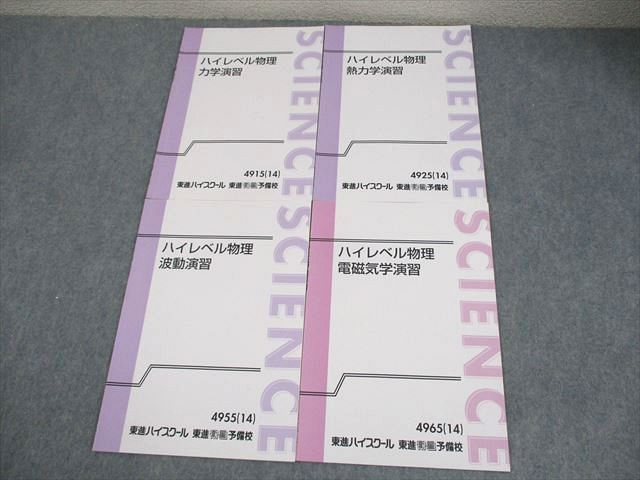 ハイレベル物理
力学演習
4915(14)
東進ハイスクール 東進衛星予備校
SCIENCE
ハイレベル物理
熱力学演習
4925(14)
東進ハイスクール 東進衛星予備校
SCIENCE
ハイレベル物理
波動演習
4955(14)
東進ハイスクール 東進衛星予備校
SCIENCE
ハイレベル物理
電磁気学演習
4965(14)
東進ハイスクール 東進衛星予備校
SCIENCE